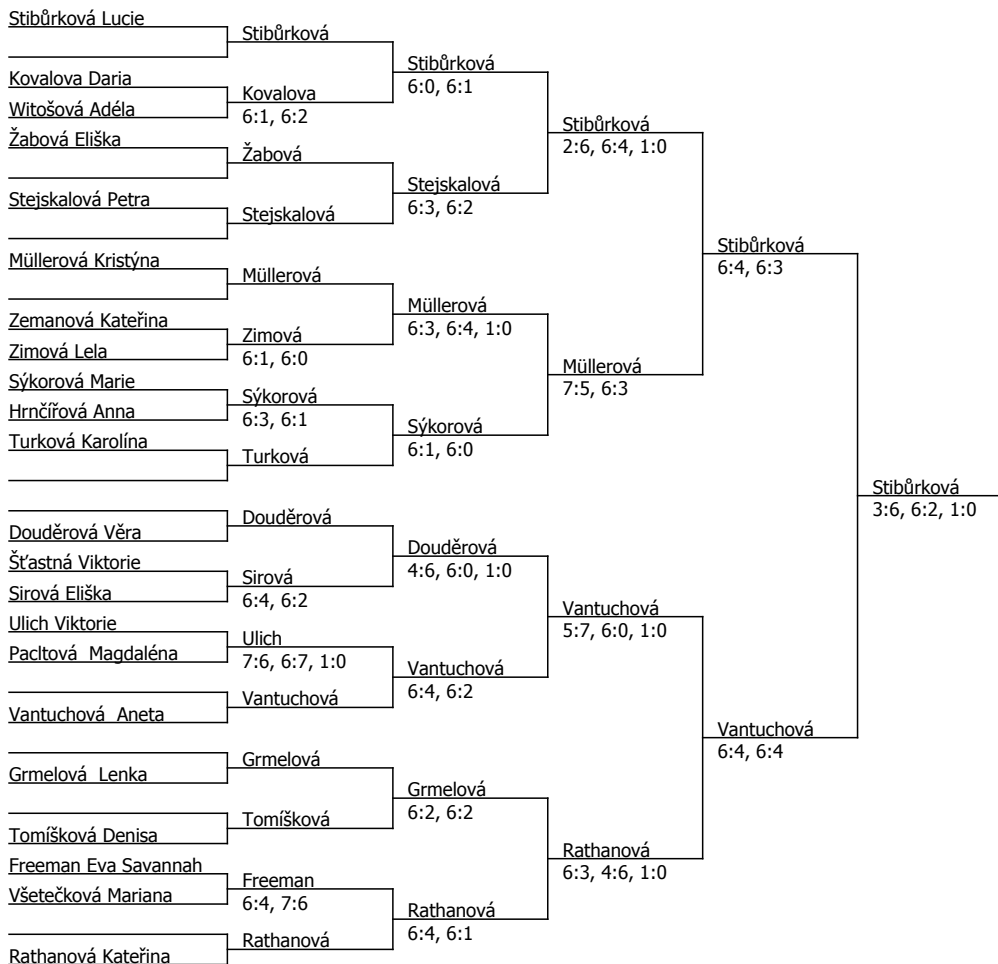 Stibůrková Lucie
Stibůrková
Stibůrková
6:0, 6:1
Kovalova Daria
Kovalova
6:1, 6:2
Witošová Adéla
Stibůrková
2:6, 6:4, 1:0
Žabová Eliška
Žabová
Stejskalová
6:3, 6:2
Stejskalová Petra
Stejskalová
Stibůrková
6:4, 6:3
Müllerová Kristýna
Müllerová
Müllerová
6:3, 6:4, 1:0
Zemanová Kateřina
Zimová
6:1, 6:0
Zimová Lela
Müllerová
7:5, 6:3
Sýkorová Marie
Sýkorová
6:3, 6:1
Hrnčířová Anna
Sýkorová
6:1, 6:0
Turková Karolína
Turková
Stibůrková
3:6, 6:2, 1:0
Douděrová
Douděrová Věra
Douděrová
4:6, 6:0, 1:0
Šťastná Viktorie
Sirová
6:4, 6:2
Sirová Eliška
Vantuchová
5:7, 6:0, 1:0
Ulich Viktorie
Ulich
7:6, 6:7, 1:0
Pacltová Magdaléna
Vantuchová
6:4, 6:2
Vantuchová
Vantuchová Aneta
Vantuchová
6:4, 6:4
Grmelová
Grmelová Lenka
Grmelová
6:2, 6:2
Tomíšková
Tomíšková Denisa
Rathanová
6:3, 4:6, 1:0
Freeman Eva Savannah
Freeman
6:4, 7:6
Všetečková Mariana
Rathanová
6:4, 6:1
Rathanová
Rathanová Kateřina